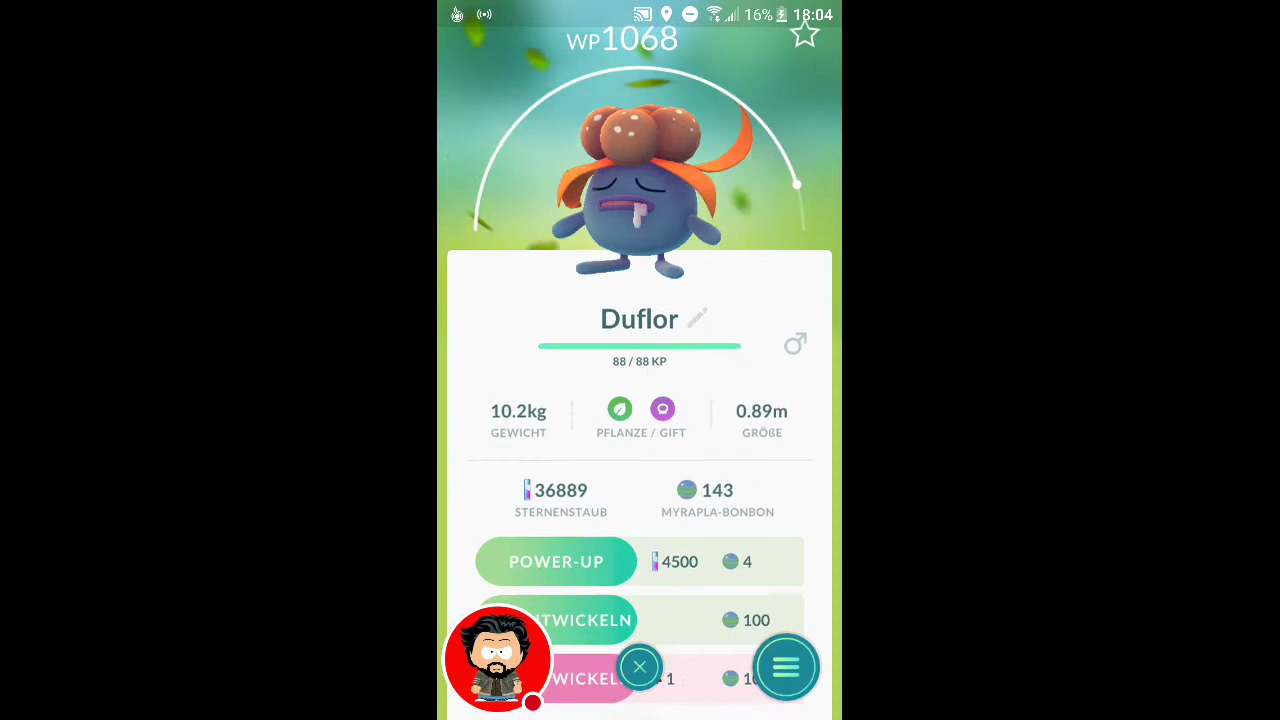 16% 18:04
WP1068
Duflor
88 / 88 KP
10.2kg
GEWICHT
PFLANZE / GIFT
0.89m
GRÖßE
36889
STERNENSTAUB
143
MYRAPLA-BONBON
POWER-UP 4500 4
NTWICKELN 100
WICKEL 1